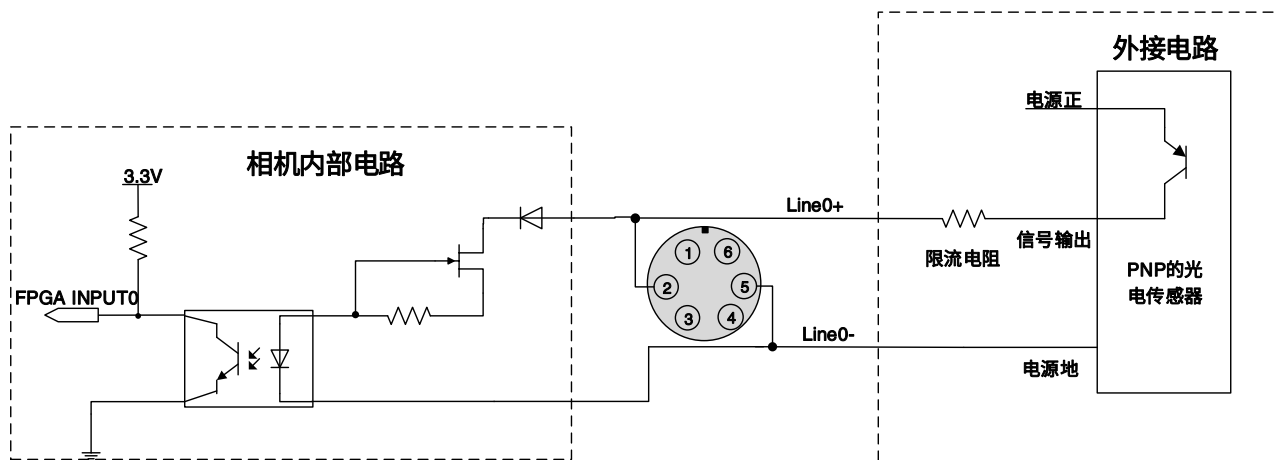 外接电路
电源正
相机内部电路
3.3V
Line0+
信号输出
限流电阻
1
6
PNP的光
电传感器
2
5
FPGA INPUT0
3
4
Line0-
电源地